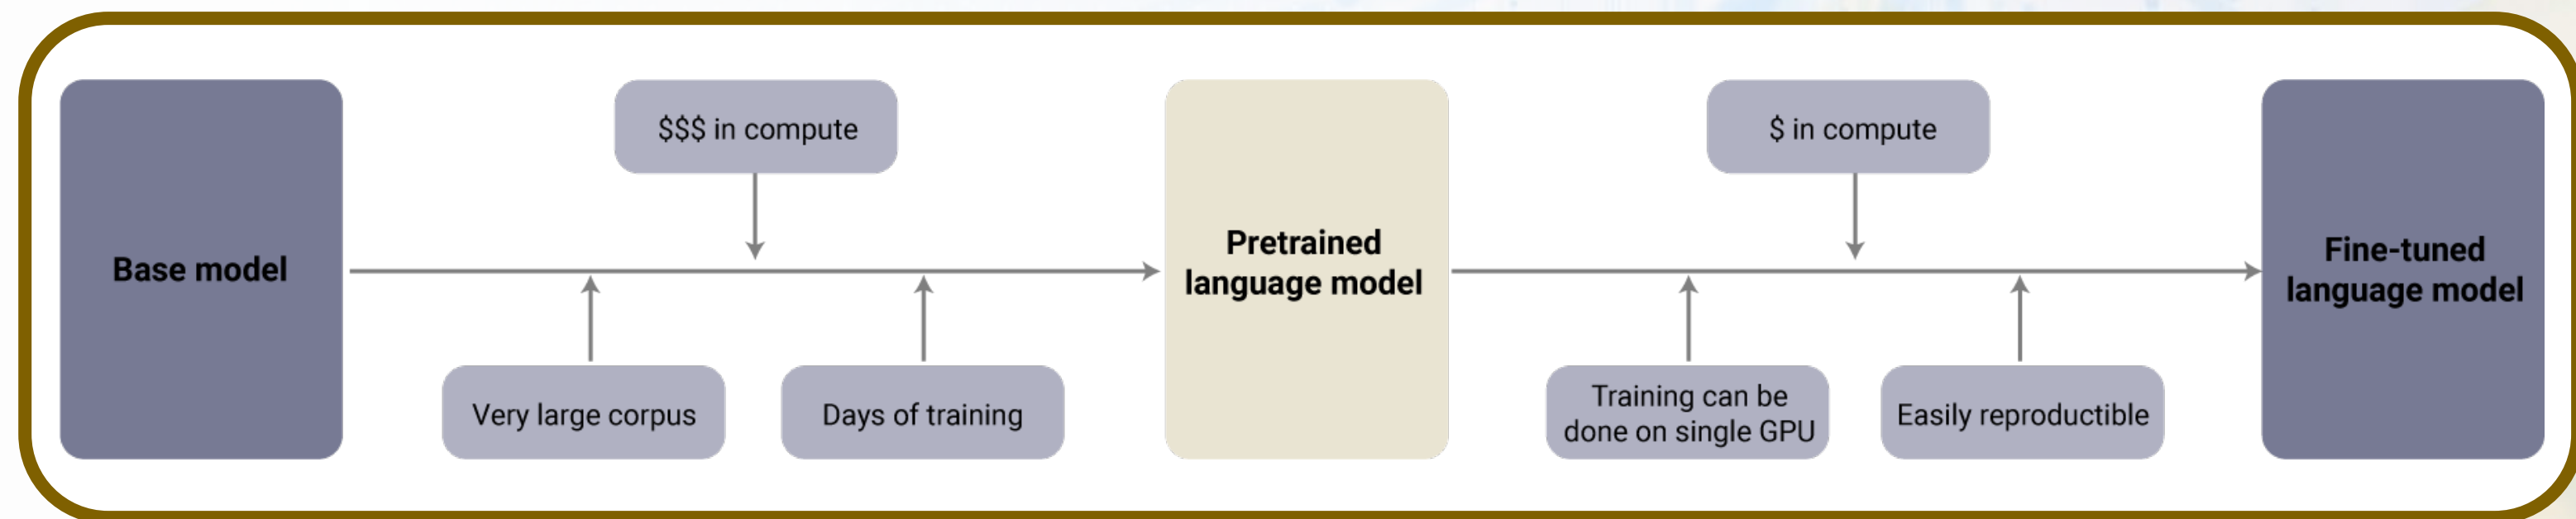 Base model
$$$ in compute
Very large corpus
Days of training
Pretrained
language model
$ in compute
Training can be
done on single GPU
Easily reproductible
Fine-tuned
language model